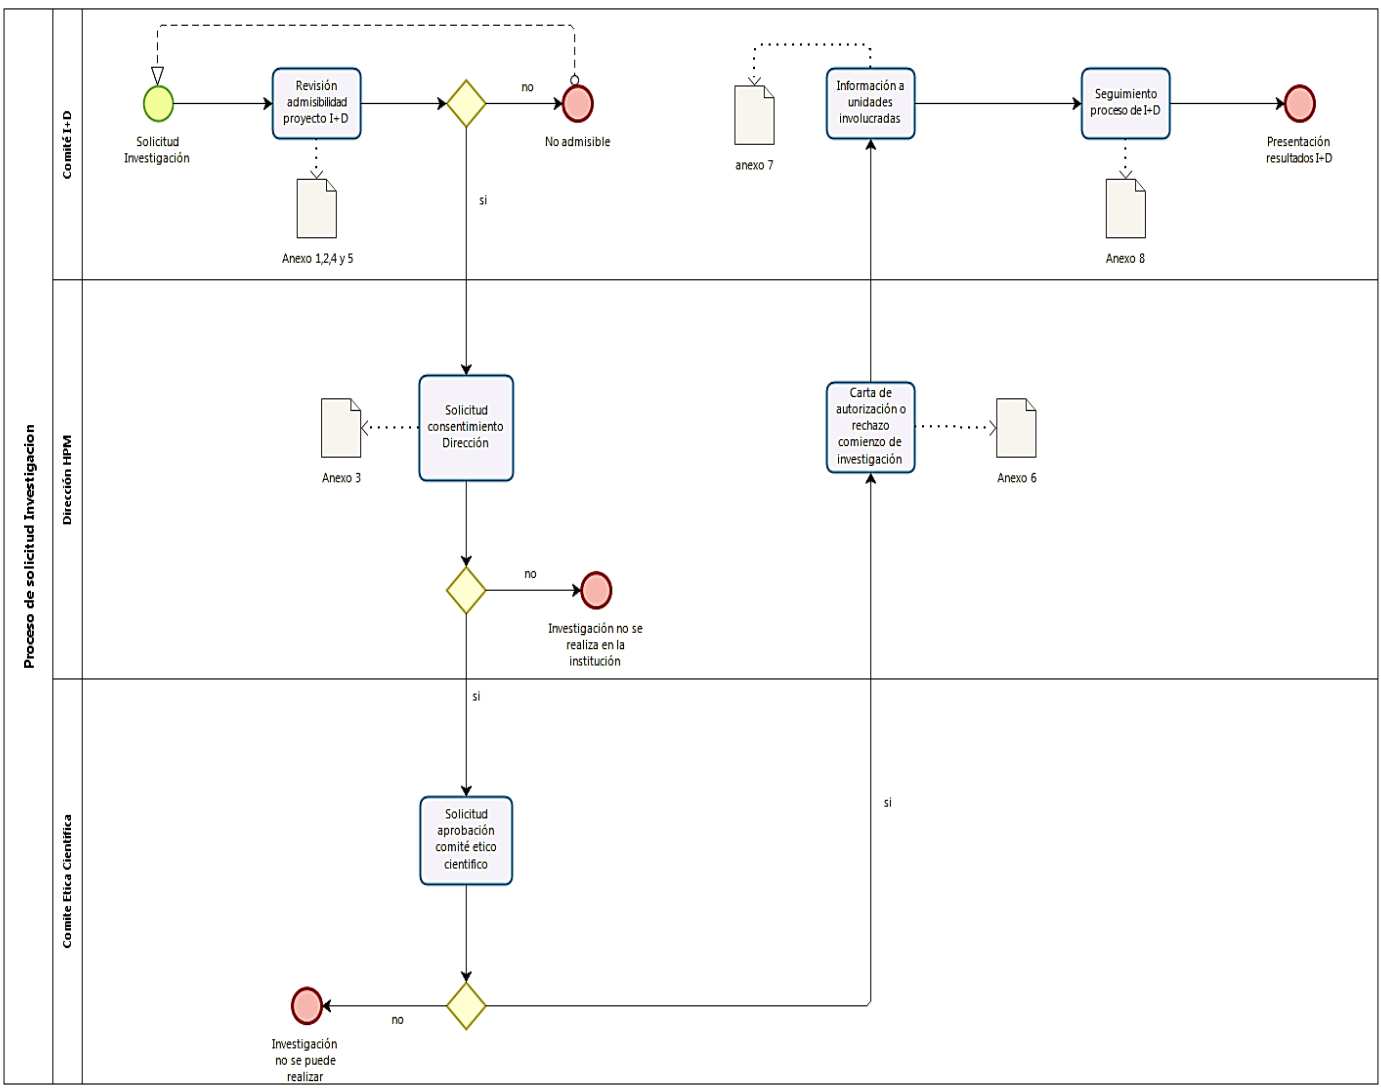 Proceso de solicitud Investigacion
Comité I+D
Solicitud
Investigación
Revisión
admisibilidad
proyecto I+D
Anexo 1,2,4 y 5
no
No admisible
si
anexo 7
Información a
unidades
involucradas
Seguimiento
proceso de I+D
Anexo 8
Presentación
resultados I+D
Dirección HPM
Anexo 3
Solicitud
consentimiento
Dirección
no
Investigación no se
realiza en la
institución
Carta de
autorización o
rechazo
comienzo de
investigación
Anexo 6
Comite Etica Cientifica
si
Solicitud
aprobación
comité etico
cientifico
si
no
Investigación
no se puede
realizar